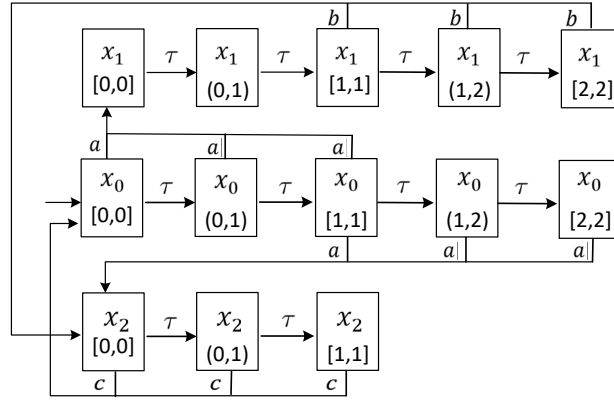 b b b
x₁ τ x₁ τ x₁ τ x₁ τ x₁
[0,0] (0,1) [1,1] (1,2) [2,2]
a a a
x₀ τ x₀ τ x₀ τ x₀ τ x₀
[0,0] (0,1) [1,1] (1,2) [2,2]
a a a
x₂ τ x₂ τ x₂
[0,0] (0,1) [1,1]
c c c